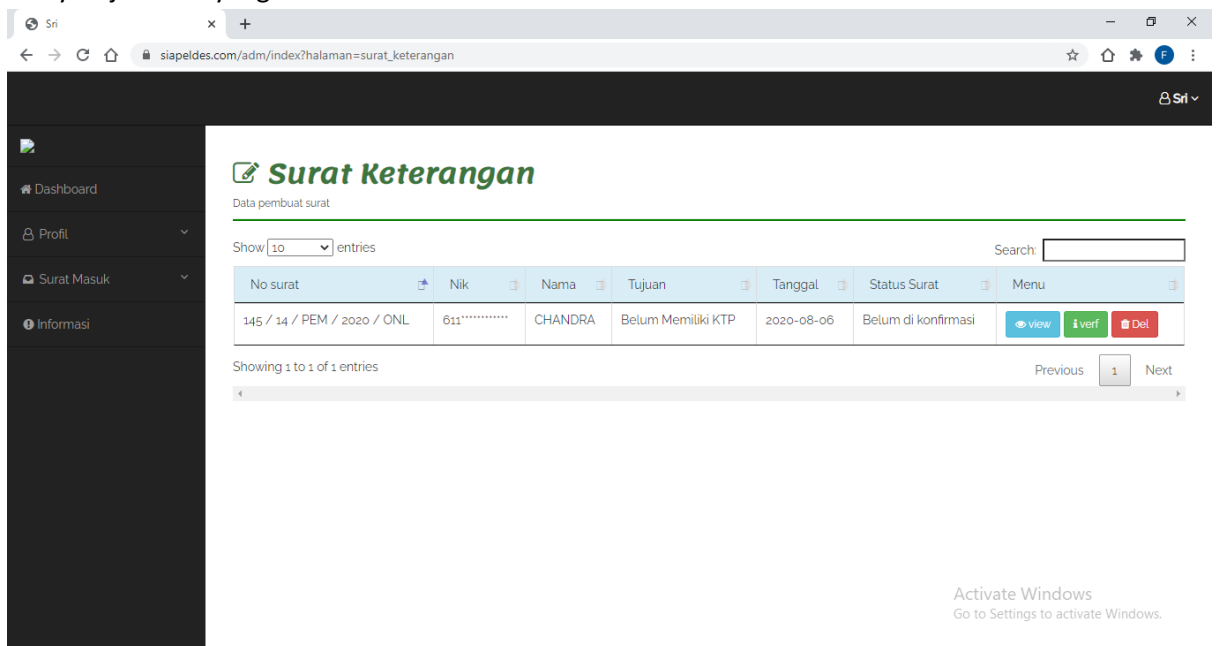 Sri
siapeldes.com/adm/index?halaman=surat_keterangan
F
Sri
Dashboard
Profil
Surat Masuk
Informasi
Surat Keterangan
Data pembuat surat
Show 10 entries
Search:
No surat Nik Nama Tujuan Tanggal Status Surat Menu
145 / 14 / PEM / 2020 / ONL 611************ CHANDRA Belum Memiliki KTP 2020-08-06 Belum di konfirmasi view verf Del
Showing 1 to 1 of 1 entries
Previous 1 Next
Activate Windows
Go to Settings to activate Windows.